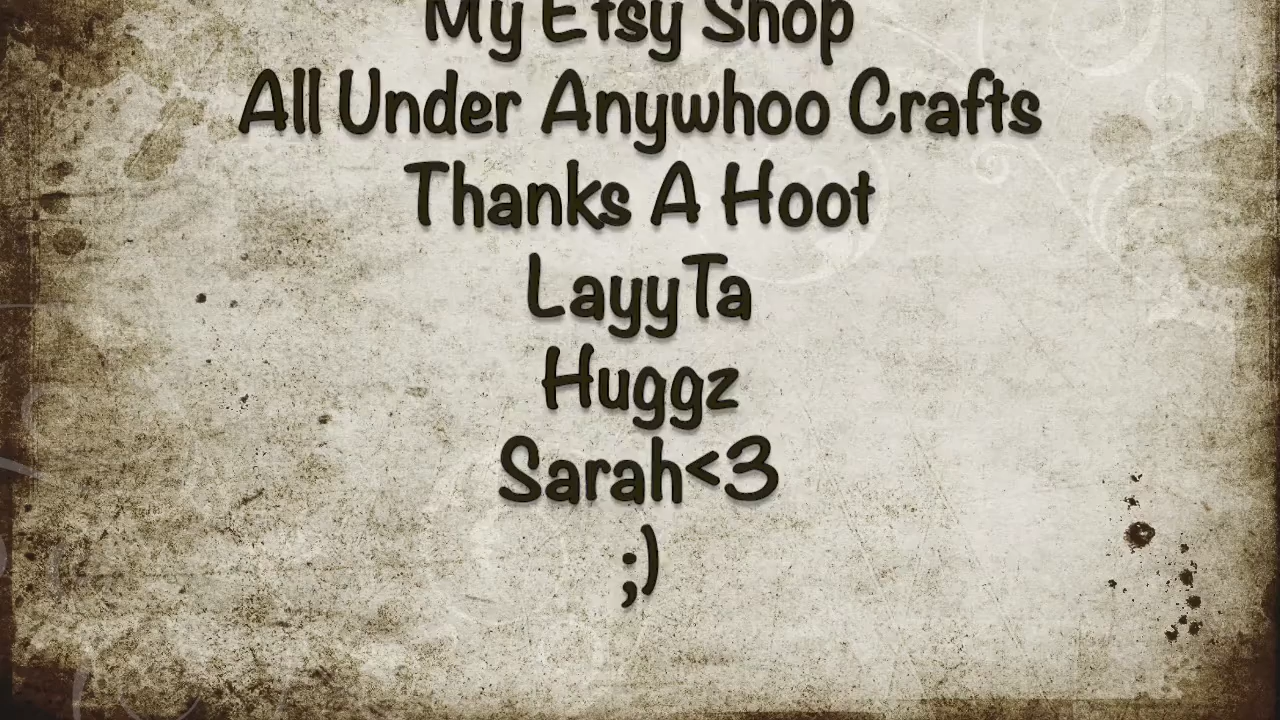 My Etsy Shop
All Under Anywhoo Crafts
Thanks A Hoot
LayyTa
Huggz
Sarah<3
;)